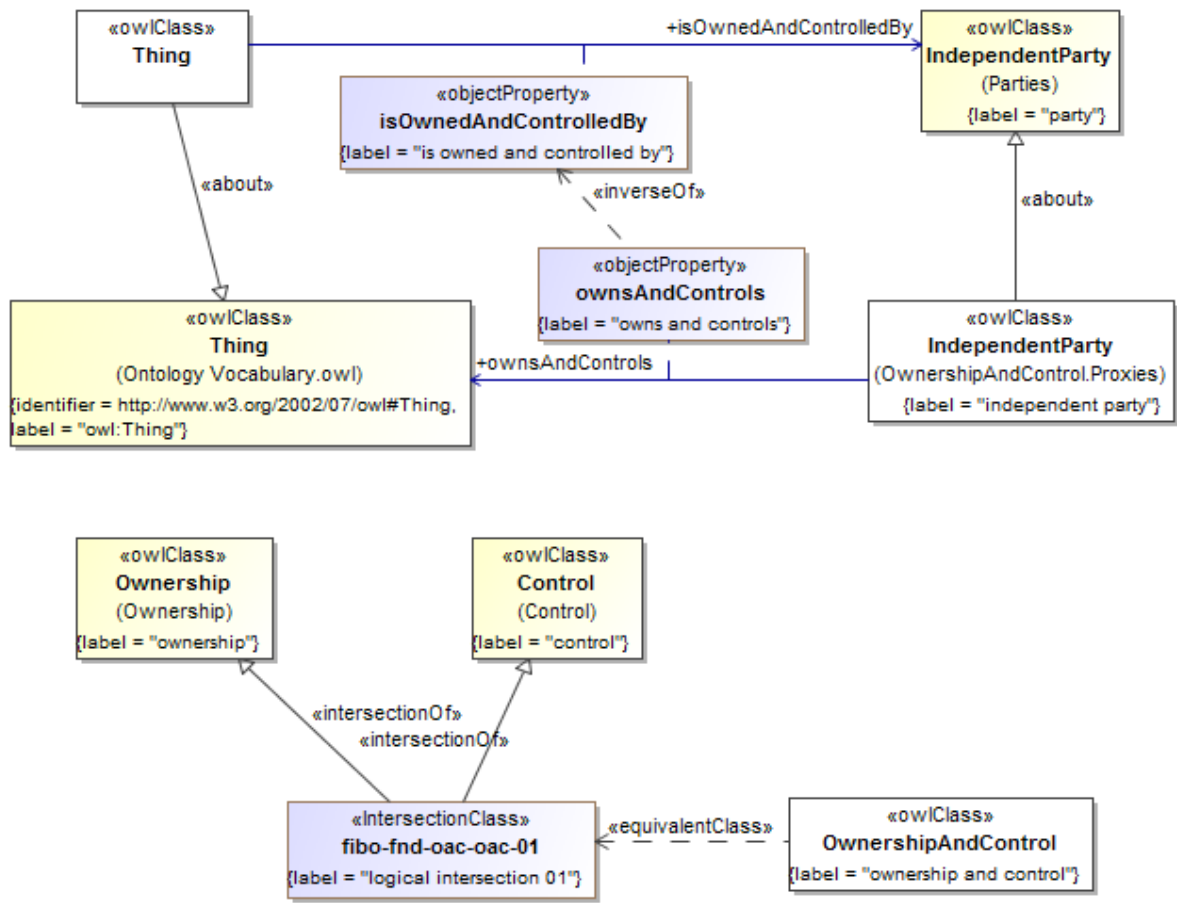 «owlClass»
Thing
+isOwnedAndControlledBy
«owlClass»
IndependentParty
(Parties)
{label = "party"}
«objectProperty»
isOwnedAndControlledBy
{label = "is owned and controlled by"}
«about»
«inverseOf»
«about»
«objectProperty»
ownsAndControls
{label = "owns and controls"}
«owlClass»
Thing
(Ontology Vocabulary.owl)
{identifier = http://www.w3.org/2002/07/owl#Thing,
label = "owl:Thing"}
+ownsAndControls
«owlClass»
IndependentParty
(OwnershipAndControl.Proxies)
{label = "independent party"}
«owlClass»
Ownership
(Ownership)
{label = "ownership"}
«owlClass»
Control
(Control)
{label = "control"}
«intersectionOf»
«intersectionOf»
«IntersectionClass»
fibo-fnd-oac-oac-01
{label = "logical intersection 01"}
«equivalentClass»
«owlClass»
OwnershipAndControl
{label = "ownership and control"}